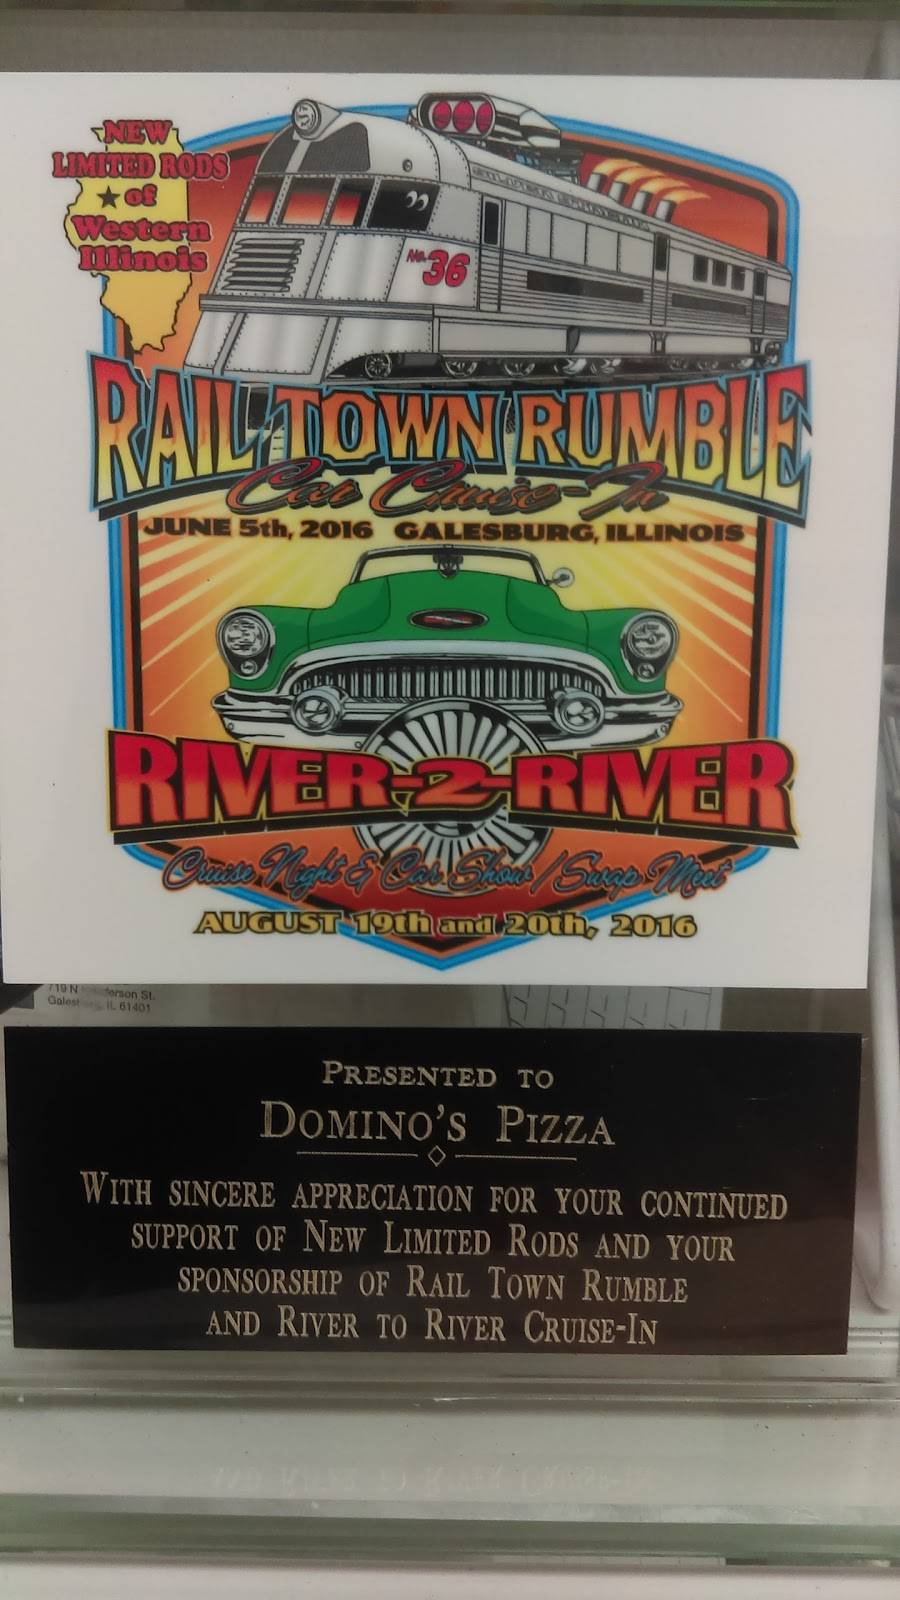 NEW
LIMITED RODS
of
Western
Illinois
No. 36
RAIL TOWN RUMBLE
Car Cruise-In
JUNE 5th, 2016 GALESBURG, ILLINOIS
RIVER-2-RIVER
Cruise Night & Car Show / Swap Meet
AUGUST 19th and 20th, 2016
719 N
IL 61401
PRESENTED TO
DOMINO'S PIZZA
WITH SINCERE APPRECIATION FOR YOUR CONTINUED
SUPPORT OF NEW LIMITED RODS AND YOUR
SPONSORSHIP OF RAIL TOWN RUMBLE
AND RIVER TO RIVER CRUISE-IN